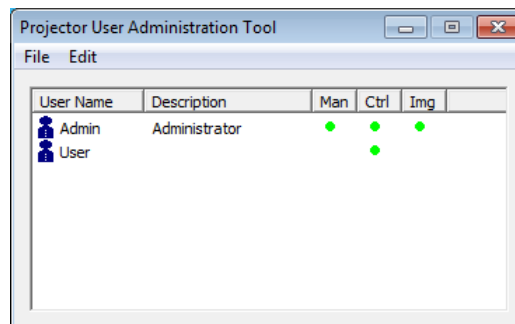 Projector User Administration Tool
File Edit
User Name Description Man Ctrl Img
Admin Administrator
User